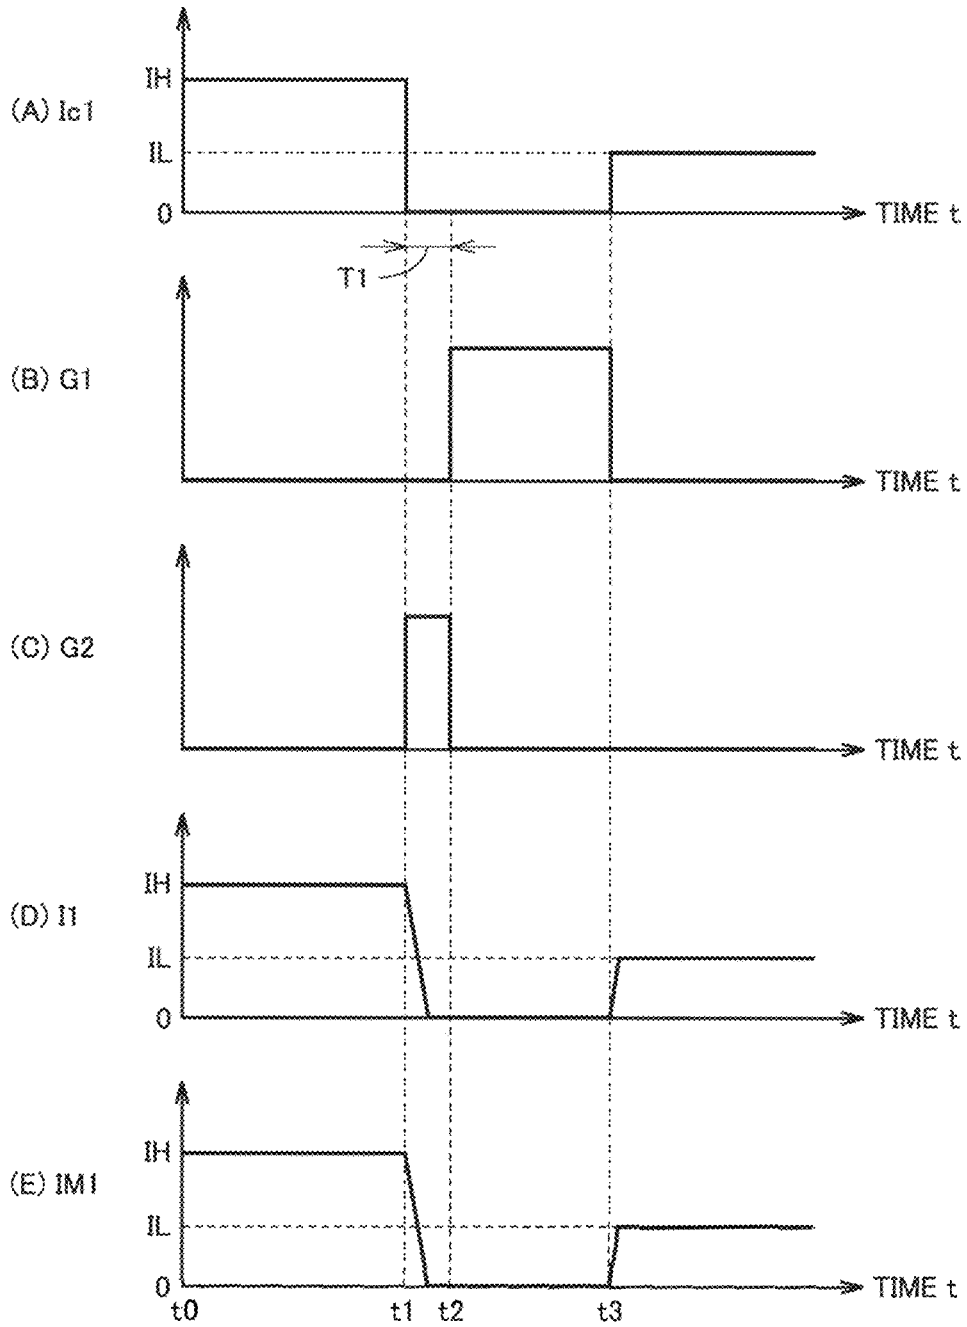 IH
(A) Ic1
IL
0
TIME t
T1
(B) G1
TIME t
(C) G2
TIME t
IH
(D) I1
IL
0
TIME t
IH
(E) IM1
IL
0
TIME t
t0 t1 t2 t3